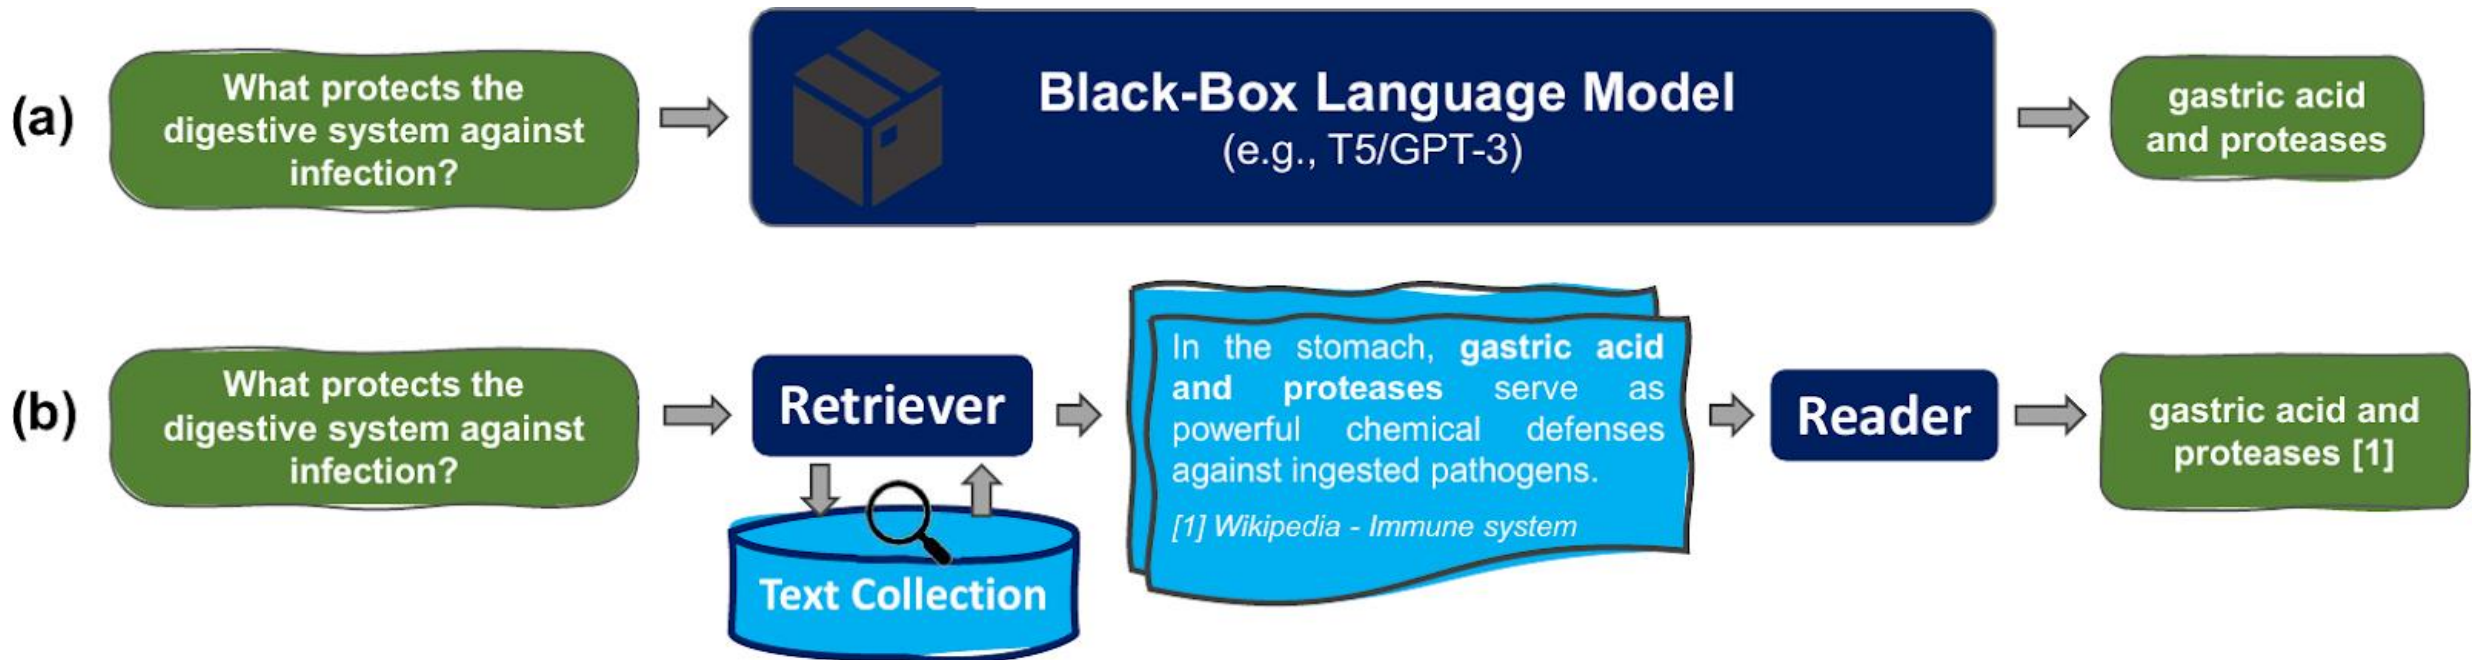 (a)
What protects the
digestive system against
infection?
Black-Box Language Model
(e.g., T5/GPT-3)
gastric acid
and proteases
(b)
What protects the
digestive system against
infection?
Retriever
Text Collection
In the stomach, gastric acid
and proteases serve as
powerful chemical defenses
against ingested pathogens.
[1] Wikipedia - Immune system
Reader
gastric acid and
proteases [1]